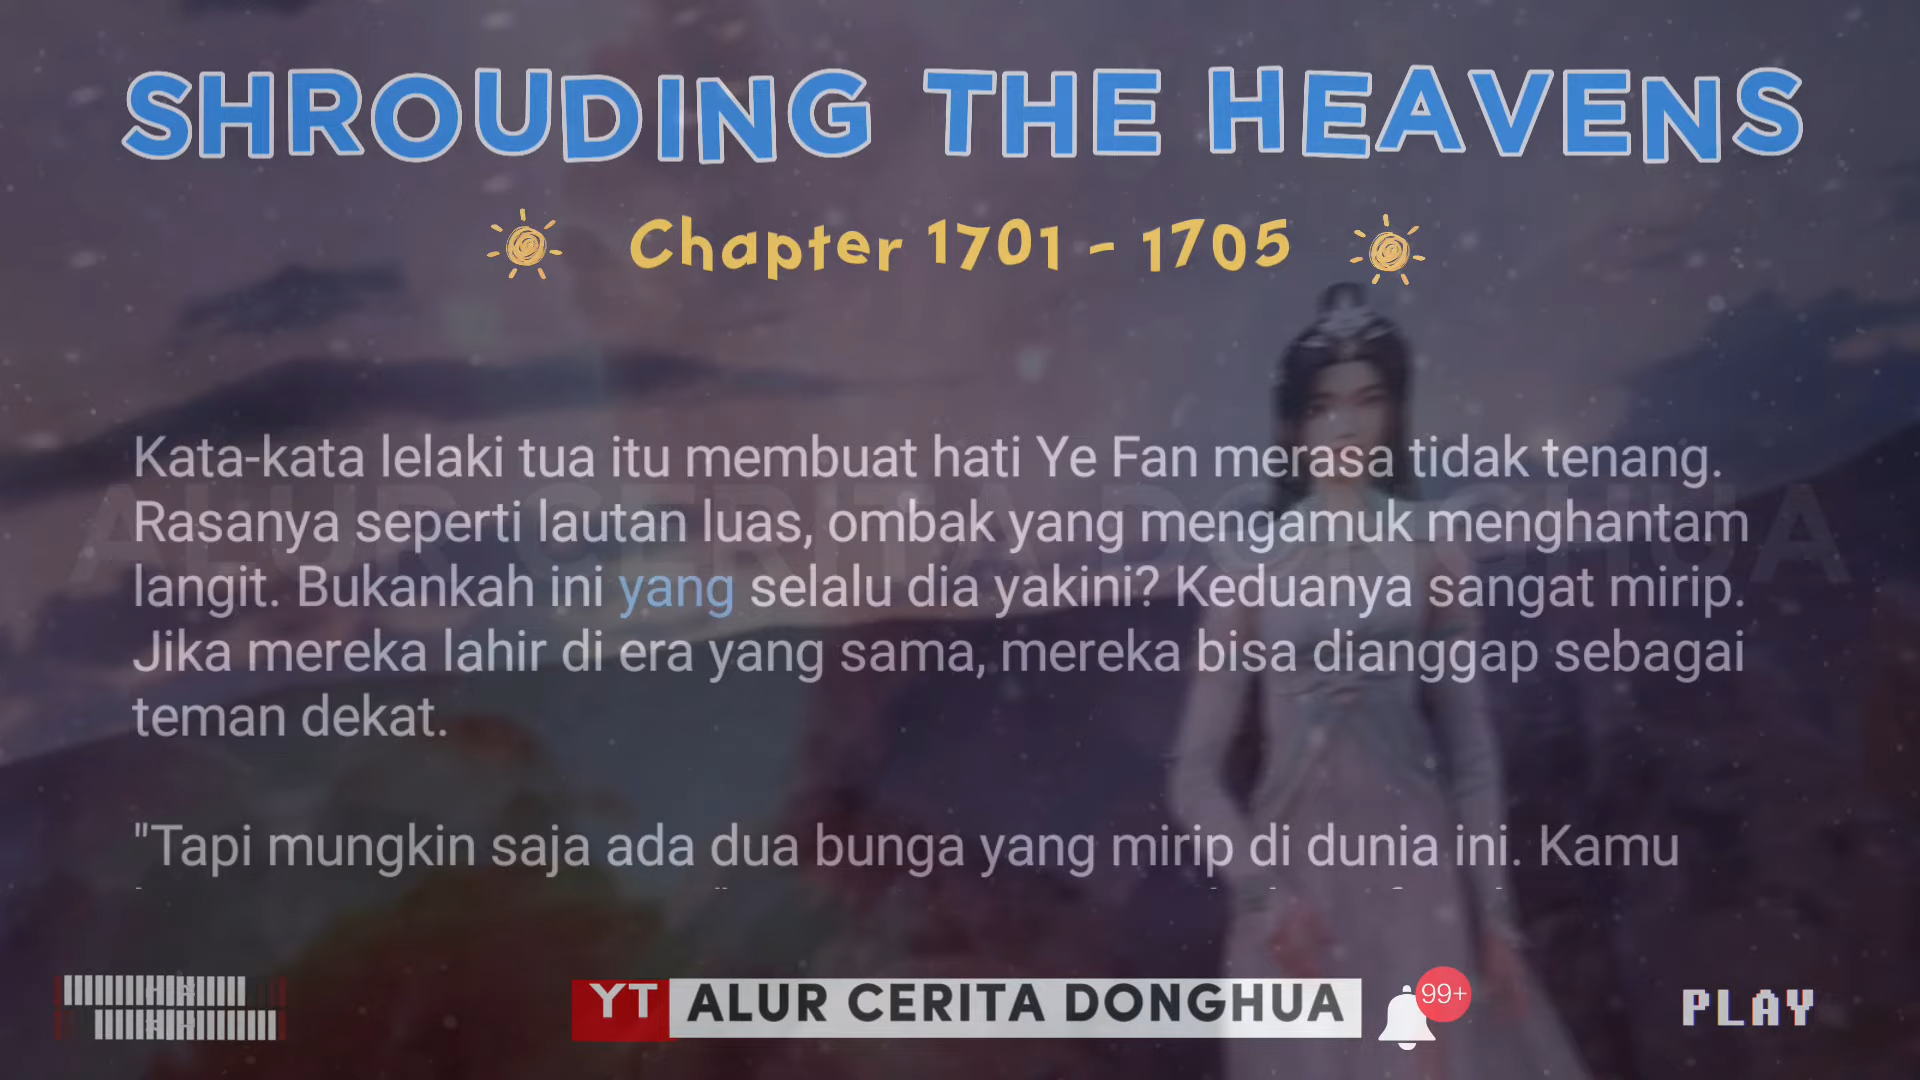 SHROUDING THE HEAVENS
Chapter 1701 - 1705
Kata-kata lelaki tua itu membuat hati Ye Fan merasa tidak tenang.
Rasanya seperti lautan luas, ombak yang mengamuk menghantam
langit. Bukankah ini yang selalu dia yakini? Keduanya sangat mirip.
Jika mereka lahir di era yang sama, mereka bisa dianggap sebagai
teman dekat.
"Tapi mungkin saja ada dua bunga yang mirip di dunia ini. Kamu
ALUR CERITA DONGHUA
YT ALUR CERITA DONGHUA
99+
PLAY